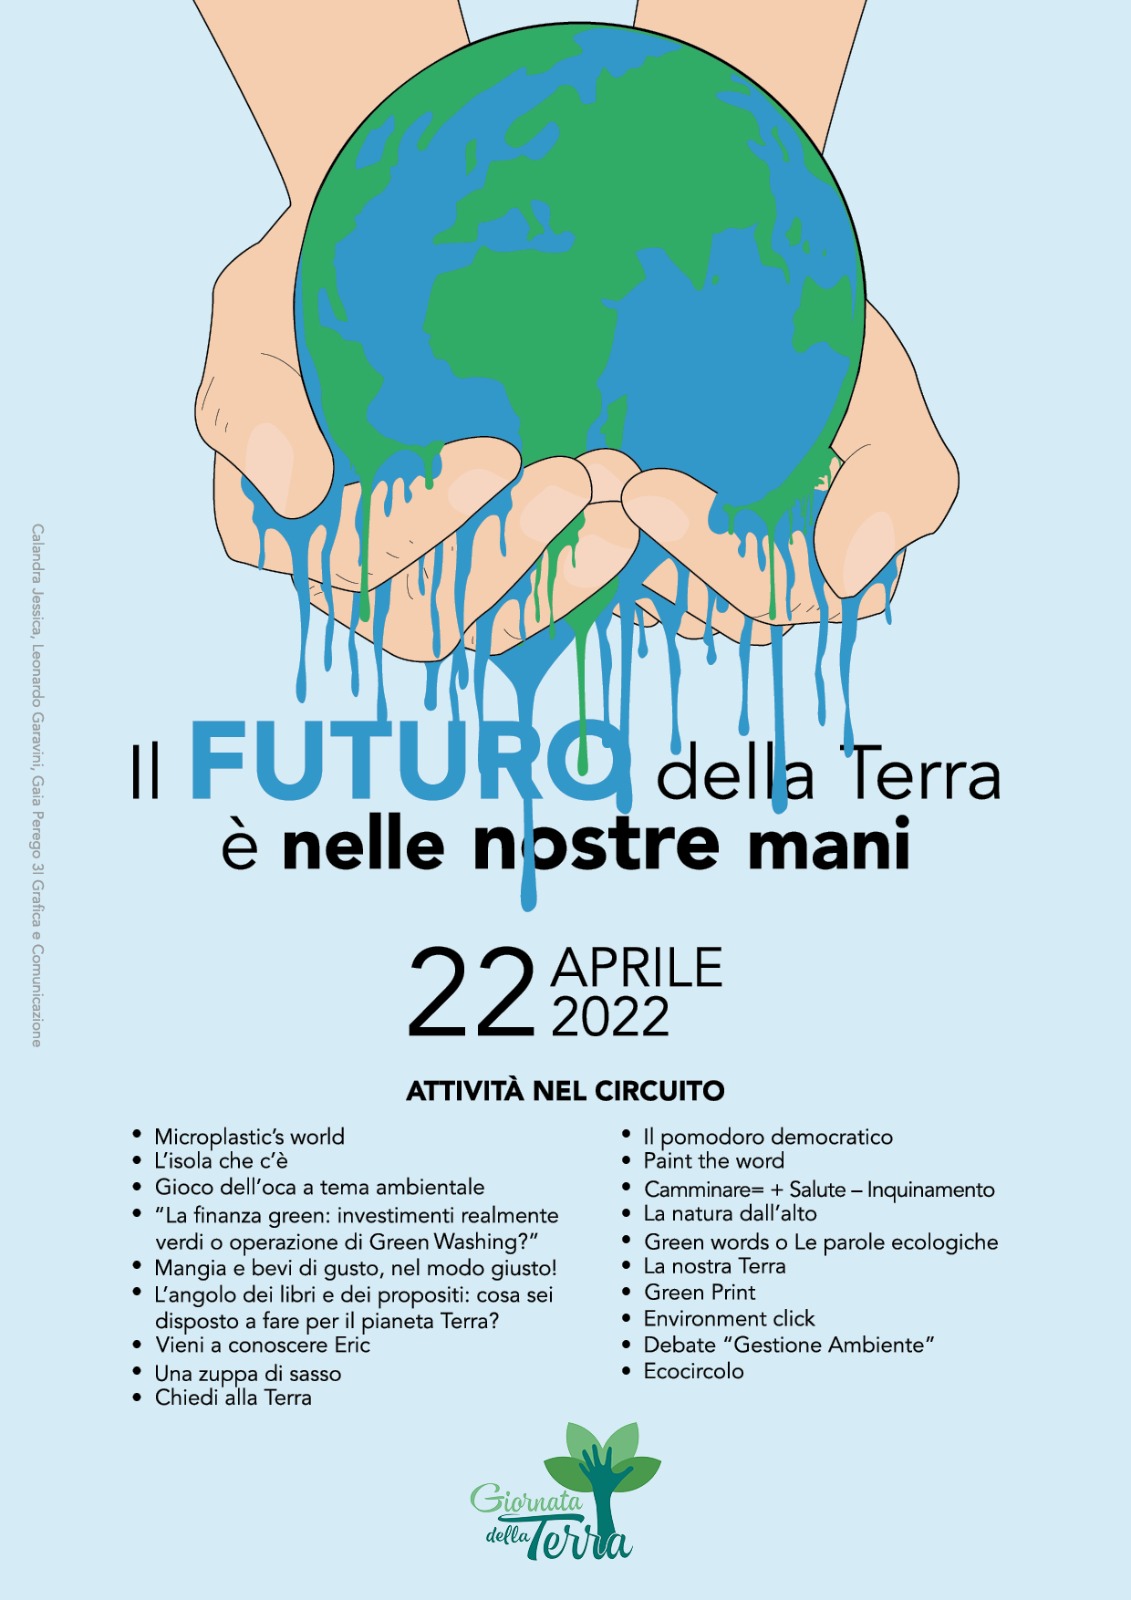 Il FUTURO della Terra
è nelle nostre mani
22 APRILE
2022
ATTIVITÀ NEL CIRCUITO
• Microplastic’s world
• L’isola che c’è
• Gioco dell’oca a tema ambientale
• “La finanza green: investimenti realmente
verdi o operazione di Green Washing?”
• Mangia e bevi di gusto, nel modo giusto!
• L’angolo dei libri e dei propositi: cosa sei
disposto a fare per il pianeta Terra?
• Vieni a conoscere Eric
• Una zuppa di sasso
• Chiedi alla Terra
• Il pomodoro democratico
• Paint the word
• Camminare= + Salute – Inquinamento
• La natura dall’alto
• Green words o Le parole ecologiche
• La nostra Terra
• Green Print
• Environment click
• Debate “Gestione Ambiente”
• Ecocircolo
Giornata
della Terra
Calandra Jessica, Leonardo Garavini, Gaia Perego 3I Grafica e Comunicazione